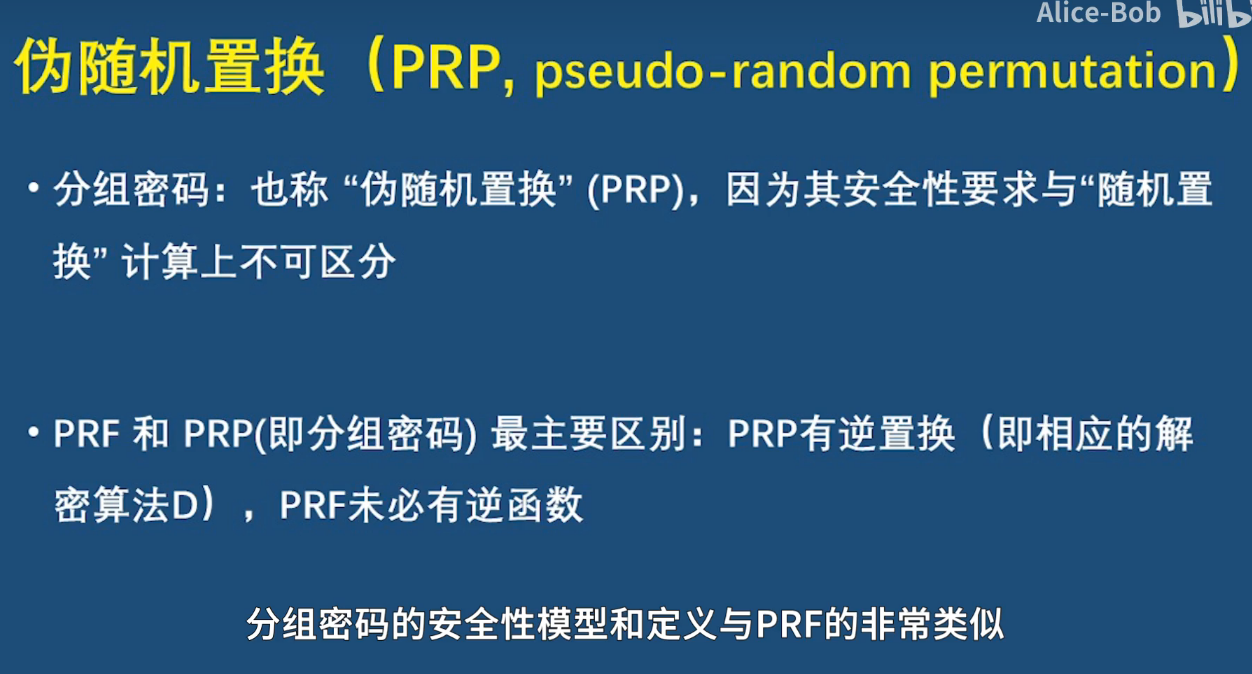 Alice-Bob bilibi
伪随机置换（PRP, pseudo-random permutation）
• 分组密码：也称 “伪随机置换” (PRP)，因为其安全性要求与“随机置
换” 计算上不可区分
• PRF 和 PRP(即分组密码) 最主要区别：PRP有逆置换（即相应的解
密算法D），PRF未必有逆函数
分组密码的安全性模型和定义与PRF的非常类似